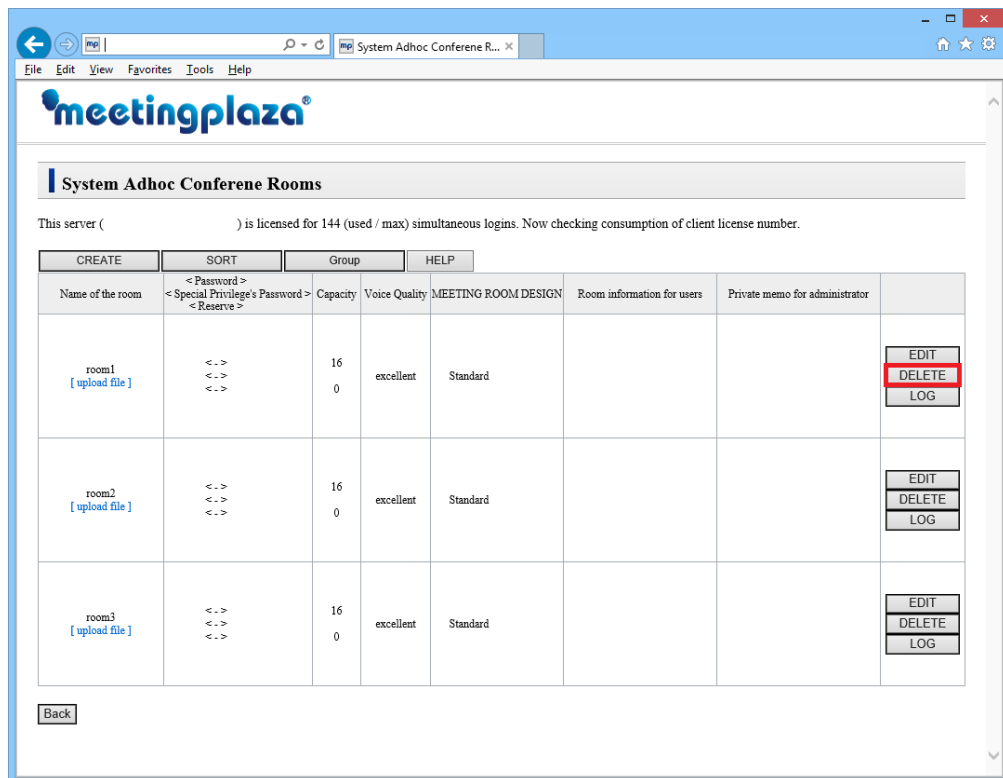 mp
mp System Adhoc Conferene R... ×
File Edit View Favorites Tools Help
meetingplaza®
System Adhoc Conferene Rooms
This server ( ) is licensed for 144 (used / max) simultaneous logins. Now checking consumption of client license number.
CREATE SORT Group HELP
Name of the room < Password > Capacity Voice Quality MEETING ROOM DESIGN Room information for users Private memo for administrator
< Special Privilege's Password >
< Reserve >
room1 < - > 16 excellent Standard EDIT
[ upload file ] < - > DELETE
< - > 0 LOG
room2 < - > 16 excellent Standard EDIT
[ upload file ] < - > DELETE
< - > 0 LOG
room3 < - > 16 excellent Standard EDIT
[ upload file ] < - > DELETE
< - > 0 LOG
Back